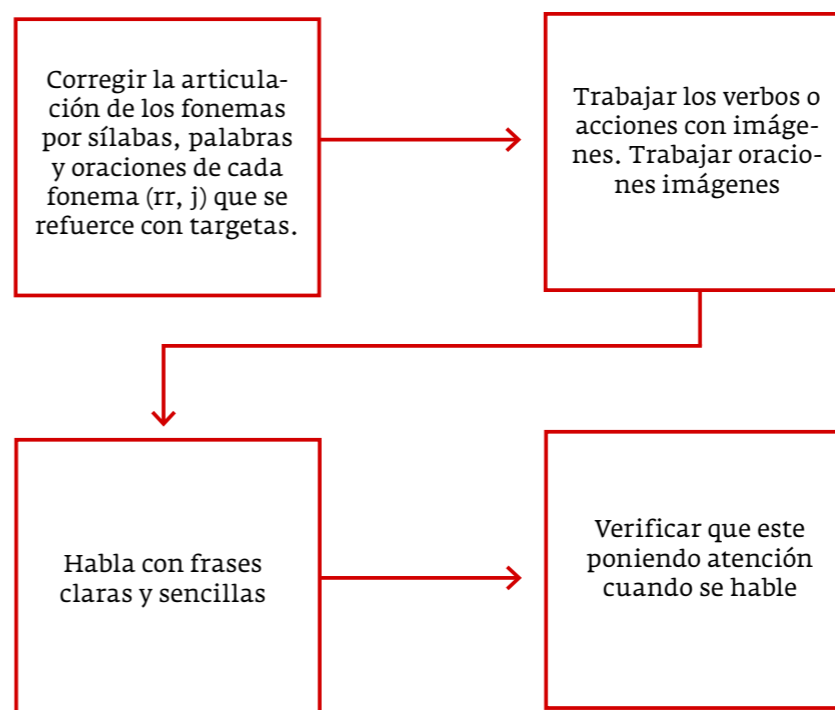 Corregir la articula-
ción de los fonemas
por sílabas, palabras
y oraciones de cada
fonema (rr, j) que se
refuerce con targetas.
Trabajar los verbos o
acciones con imáge-
nes. Trabajar oracio-
nes imágenes
Habla con frases
claras y sencillas
Verificar que este
poniendo atención
cuando se hable